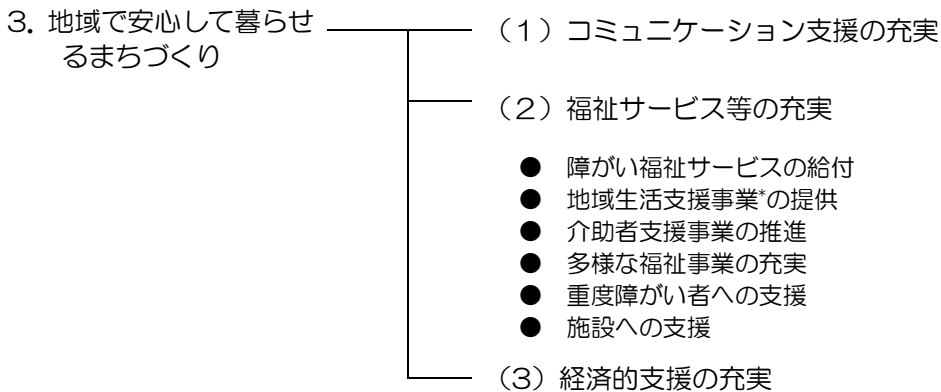 3. 地域で安心して暮らせ
るまちづくり
（１）コミュニケーション支援の充実
（２）福祉サービス等の充実
● 障がい福祉サービスの給付
● 地域生活支援事業*の提供
● 介助者支援事業の推進
● 多様な福祉事業の充実
● 重度障がい者への支援
● 施設への支援
（３）経済的支援の充実